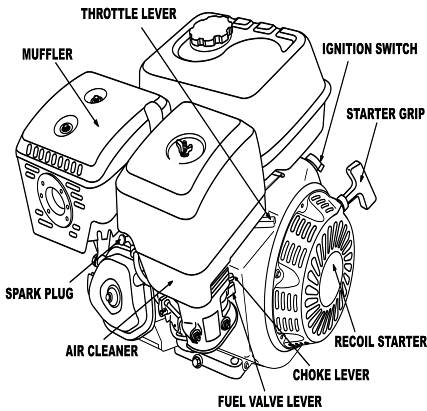 THROTTLE LEVER
MUFFLER
IGNITION SWITCH
STARTER GRIP
SPARK PLUG
AIR CLEANER
RECOIL STARTER
CHOKE LEVER
FUEL VALVE LEVER